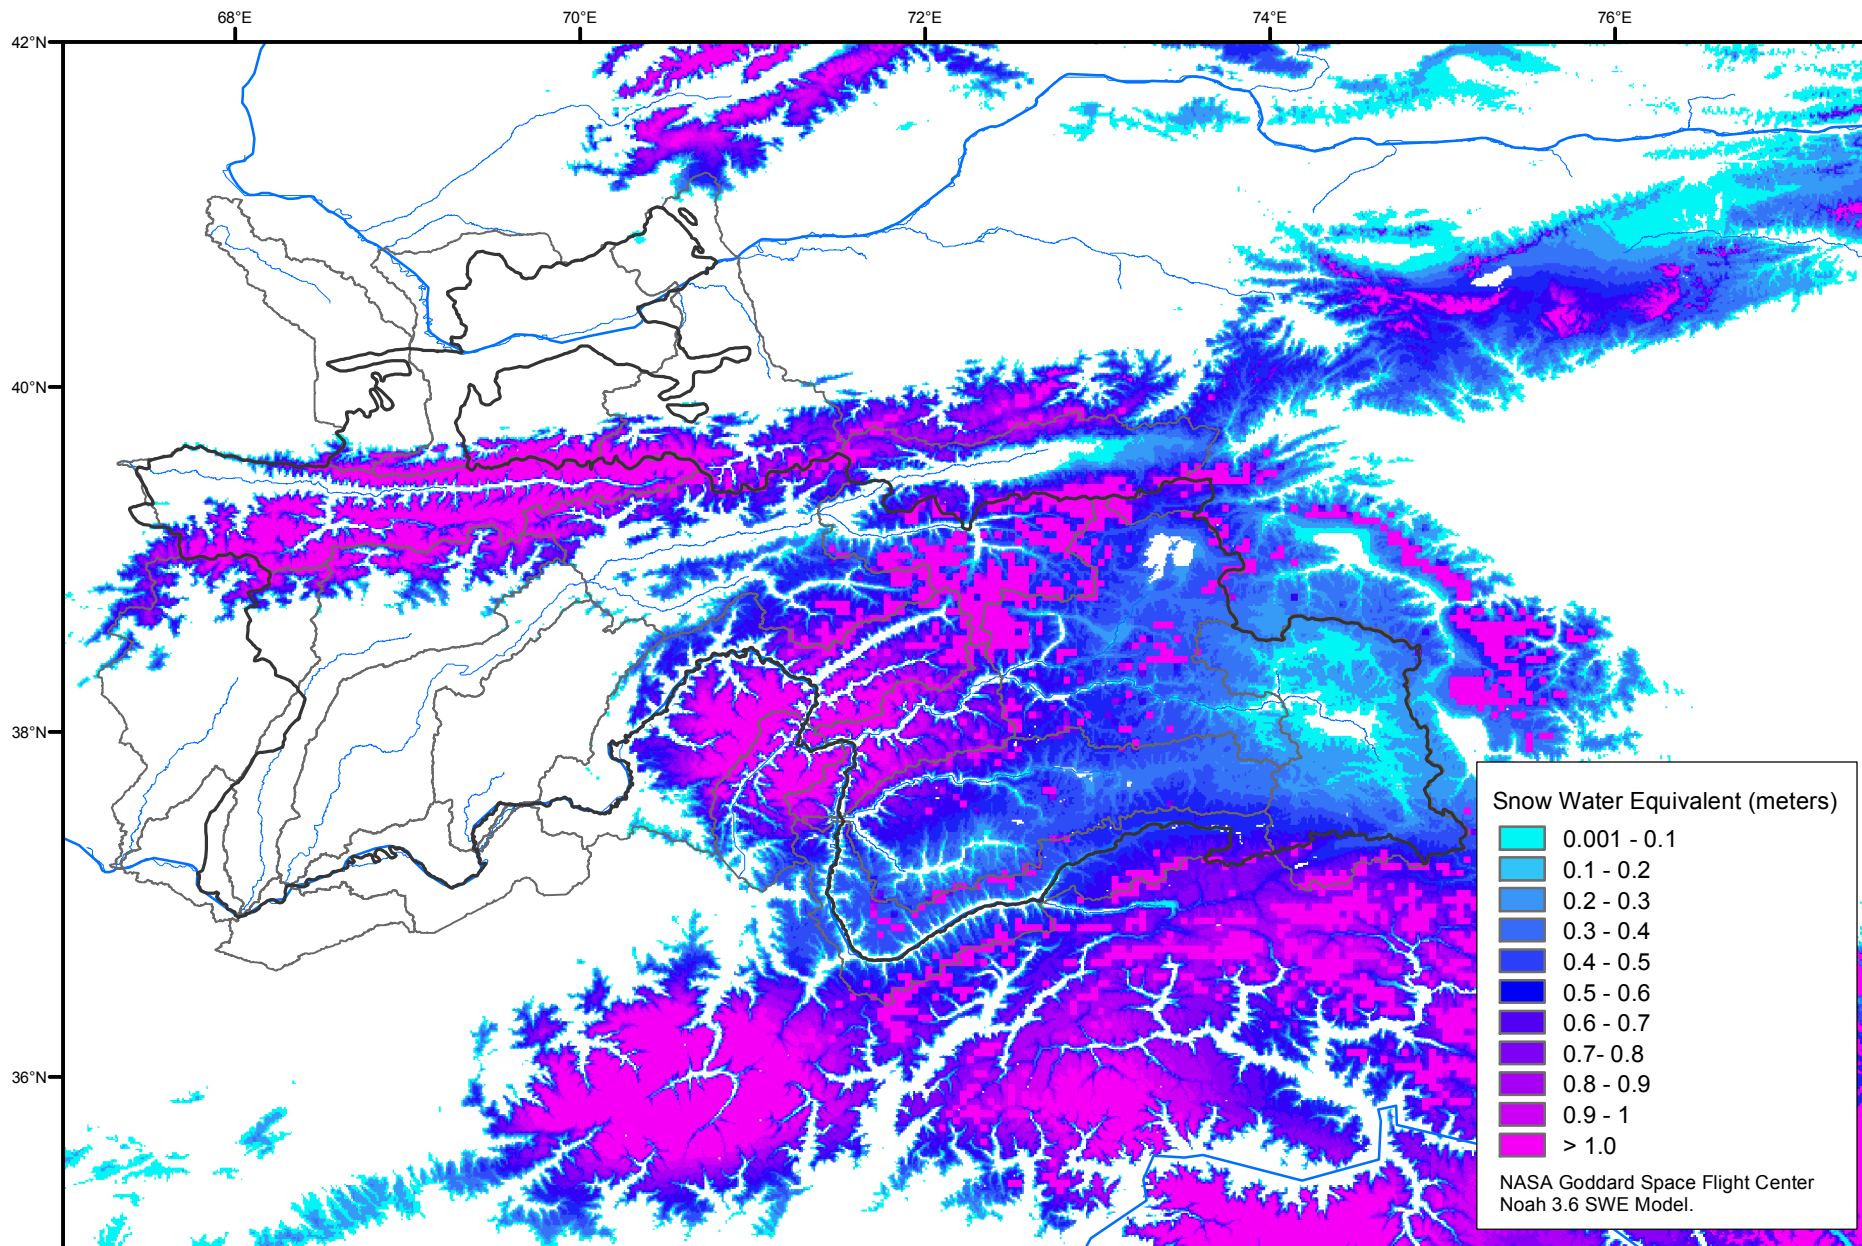 68°E
70°E
72°E
74°E
76°E
42°N
40°N
38°N
36°N
Snow Water Equivalent (meters)
0.001 - 0.1
0.1 - 0.2
0.2 - 0.3
0.3 - 0.4
0.4 - 0.5
0.5 - 0.6
0.6 - 0.7
0.7- 0.8
0.8 - 0.9
0.9 - 1
> 1.0
NASA Goddard Space Flight Center
Noah 3.6 SWE Model.